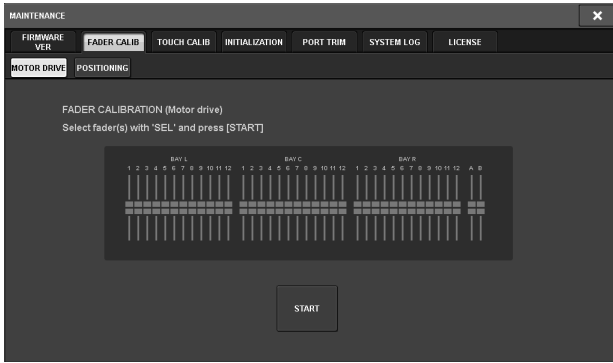 MAINTENANCE
FIRMWARE VER
FADER CALIB
TOUCH CALIB
INITIALIZATION
PORT TRIM
SYSTEM LOG
LICENSE
MOTOR DRIVE
POSITIONING
FADER CALIBRATION (Motor drive)
Select fader(s) with 'SEL' and press [START]
BAY L BAY C BAY R
1 2 3 4 5 6 7 8 9 10 11 12 1 2 3 4 5 6 7 8 9 10 11 12 1 2 3 4 5 6 7 8 9 10 11 12 A B
START